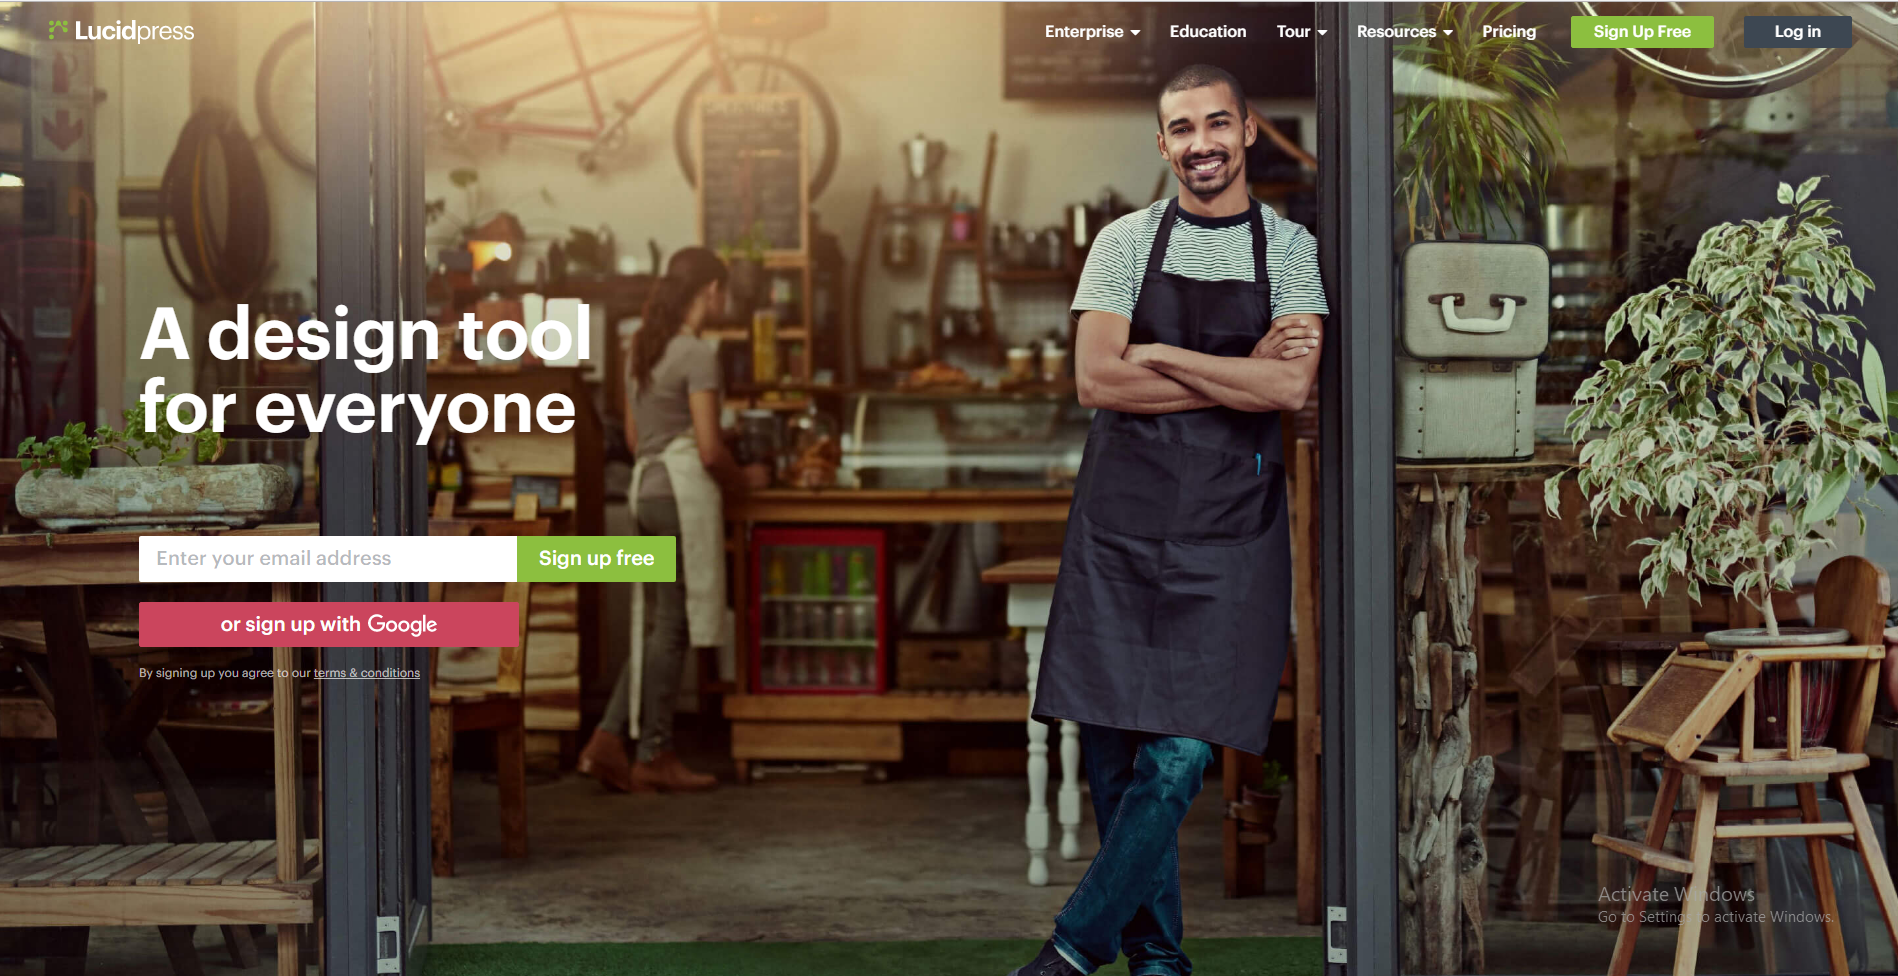 Lucidpress
Enterprise
Education
Tour
Resources
Pricing
Sign Up Free
Log in
A design tool
for everyone
Enter your email address
Sign up free
or sign up with Google
By signing up you agree to our terms & conditions
Activate Windows
Go to Settings to activate Windows.